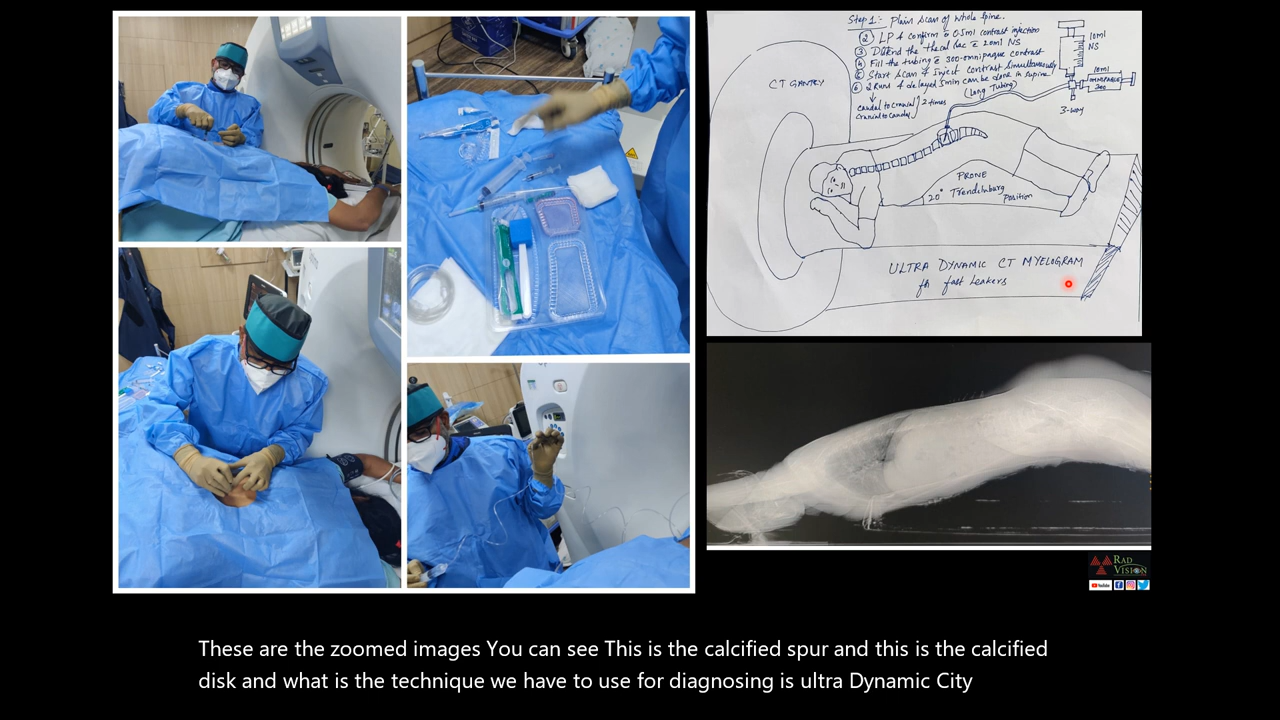 Step 1:- Plain scan of whole spine.
② LP & confirm c̄ 0.5ml contrast injection
③ Distend the thecal sac c̄ 20ml NS
④ Fill the tubing c̄ 300-omnipaque contrast
⑤ Start scan & Inject contrast simultaneously
⑥ 2 Runs & delayed 5min can be done in supine.
caudal to cranial
cranial to caudal
2 times
(long Tubing)
10ml
NS
10ml
OMNIPAQUE
300
3-way
CT GANTRY
PRONE
20° Trendelenburg
Position
ULTRA DYNAMIC CT MYELOGRAM
for fast leakers
RAD
VISION
YouTube
These are the zoomed images You can see This is the calcified spur and this is the calcified
disk and what is the technique we have to use for diagnosing is ultra Dynamic City